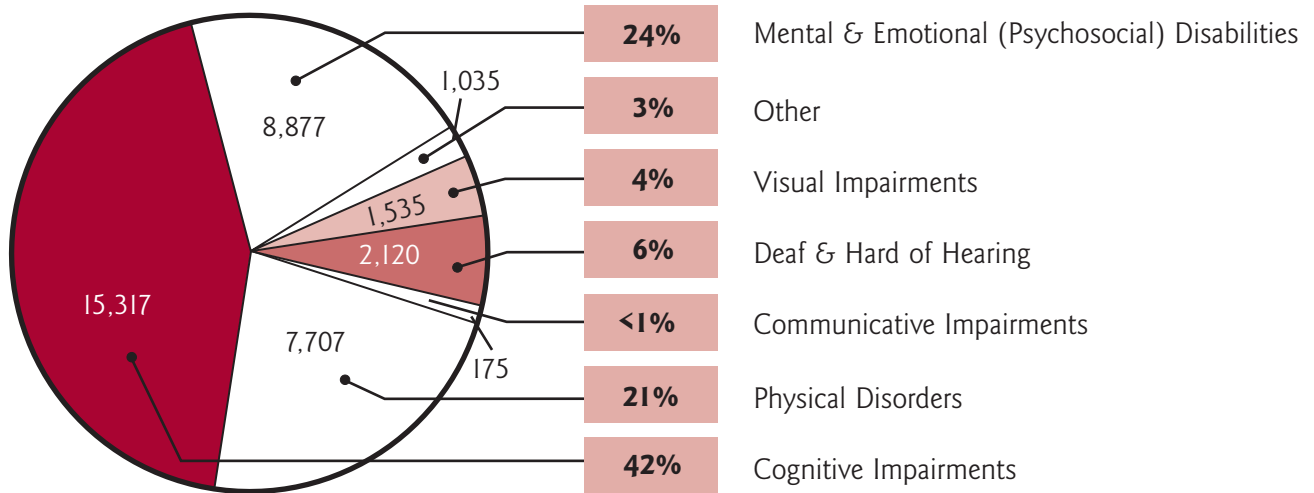 24% Mental & Emotional (Psychosocial) Disabilities
1,035
3% Other
8,877
4% Visual Impairments
1,535
2,120
6% Deaf & Hard of Hearing
15,317
<1% Communicative Impairments
7,707
175
21% Physical Disorders
42% Cognitive Impairments